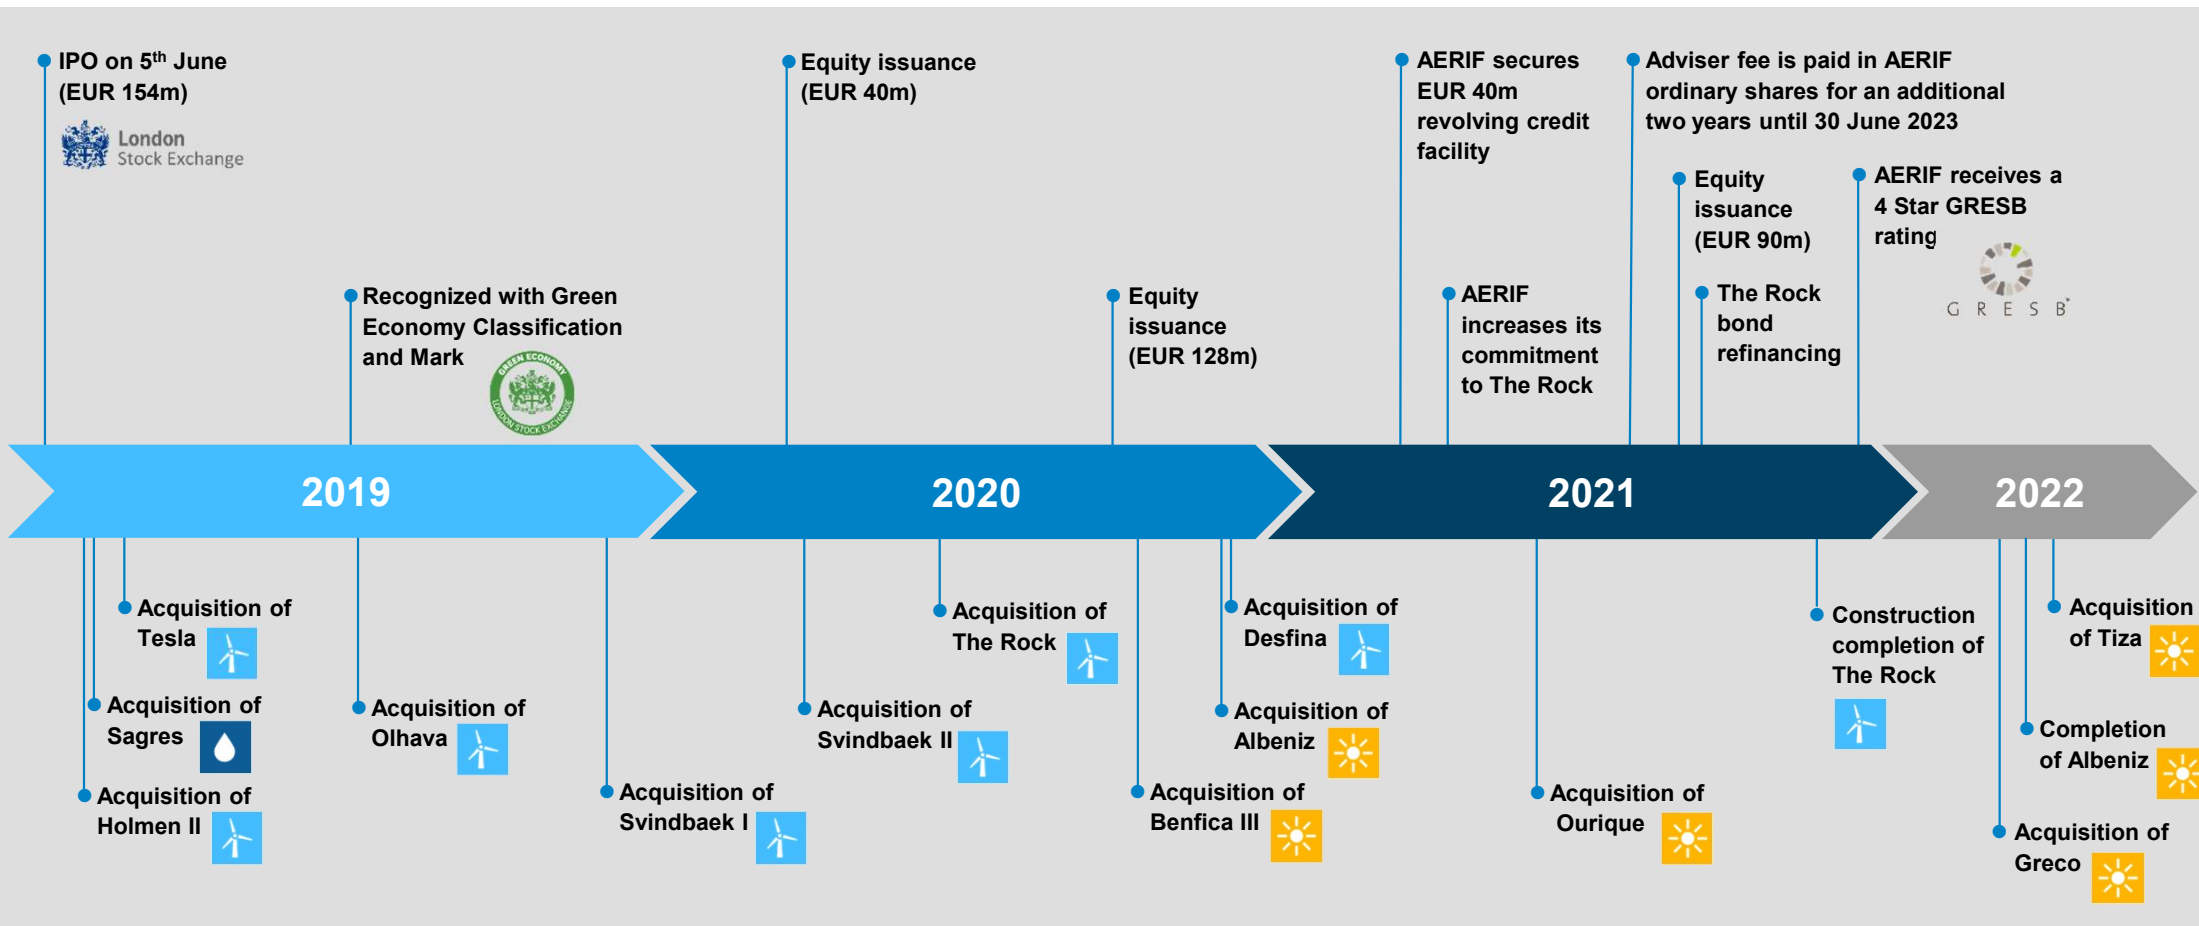 IPO on 5th June
(EUR 154m)
London
Stock Exchange
Recognized with Green
Economy Classification
and Mark
GREEN ECONOMY
LONDON STOCK EXCHANGE
Equity issuance
(EUR 40m)
Equity
issuance
(EUR 128m)
AERIF secures
EUR 40m
revolving credit
facility
AERIF
increases its
commitment
to The Rock
Adviser fee is paid in AERIF
ordinary shares for an additional
two years until 30 June 2023
Equity
issuance
(EUR 90m)
The Rock
bond
refinancing
AERIF receives a
4 Star GRESB
rating
GRESB
2019
2020
2021
2022
Acquisition of
Tesla
Acquisition of
Sagres
Acquisition of
Holmen II
Acquisition of
Olhava
Acquisition of
Svindbaek I
Acquisition of
Svindbaek II
Acquisition of
The Rock
Acquisition of
Benfica III
Acquisition of
Albeniz
Acquisition of
Desfina
Acquisition of
Ourique
Construction
completion of
The Rock
Acquisition of
Greco
Completion
of Albeniz
Acquisition
of Tiza